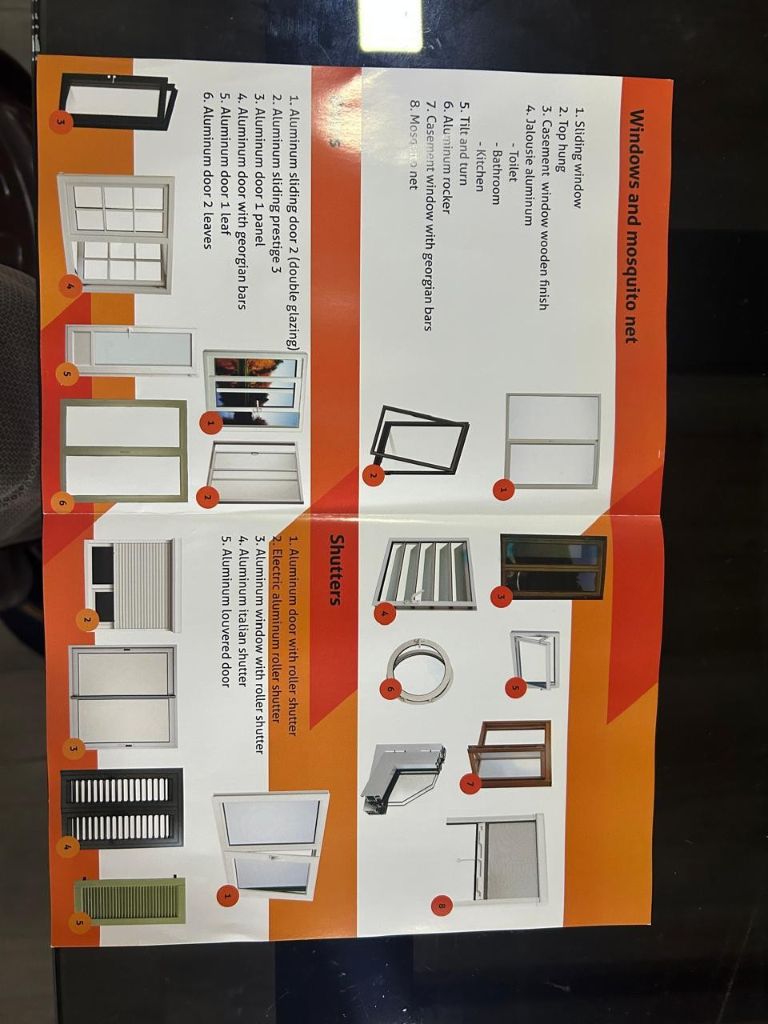 Windows and mosquito net
1. Sliding window
2. Top hung
3. Casement window wooden finish
4. Jalousie aluminum
- Toilet
- Bathroom
- Kitchen
5. Tilt and turn
6. Aluminum rocker
7. Casement window with georgian bars
8. Mosquito net
1
2
3
4
5
6
7
8
1. Aluminum sliding door 2 (double glazing)
2. Aluminum sliding prestige 3
3. Aluminum door 1 panel
4. Aluminum door with georgian bars
5. Aluminum door 1 leaf
6. Aluminum door 2 leaves
1
2
3
4
5
6
Shutters
1. Aluminum door with roller shutter
2. Electric aluminum roller shutter
3. Aluminum window with roller shutter
4. Aluminum italian shutter
5. Aluminum louvered door
1
2
3
4
5